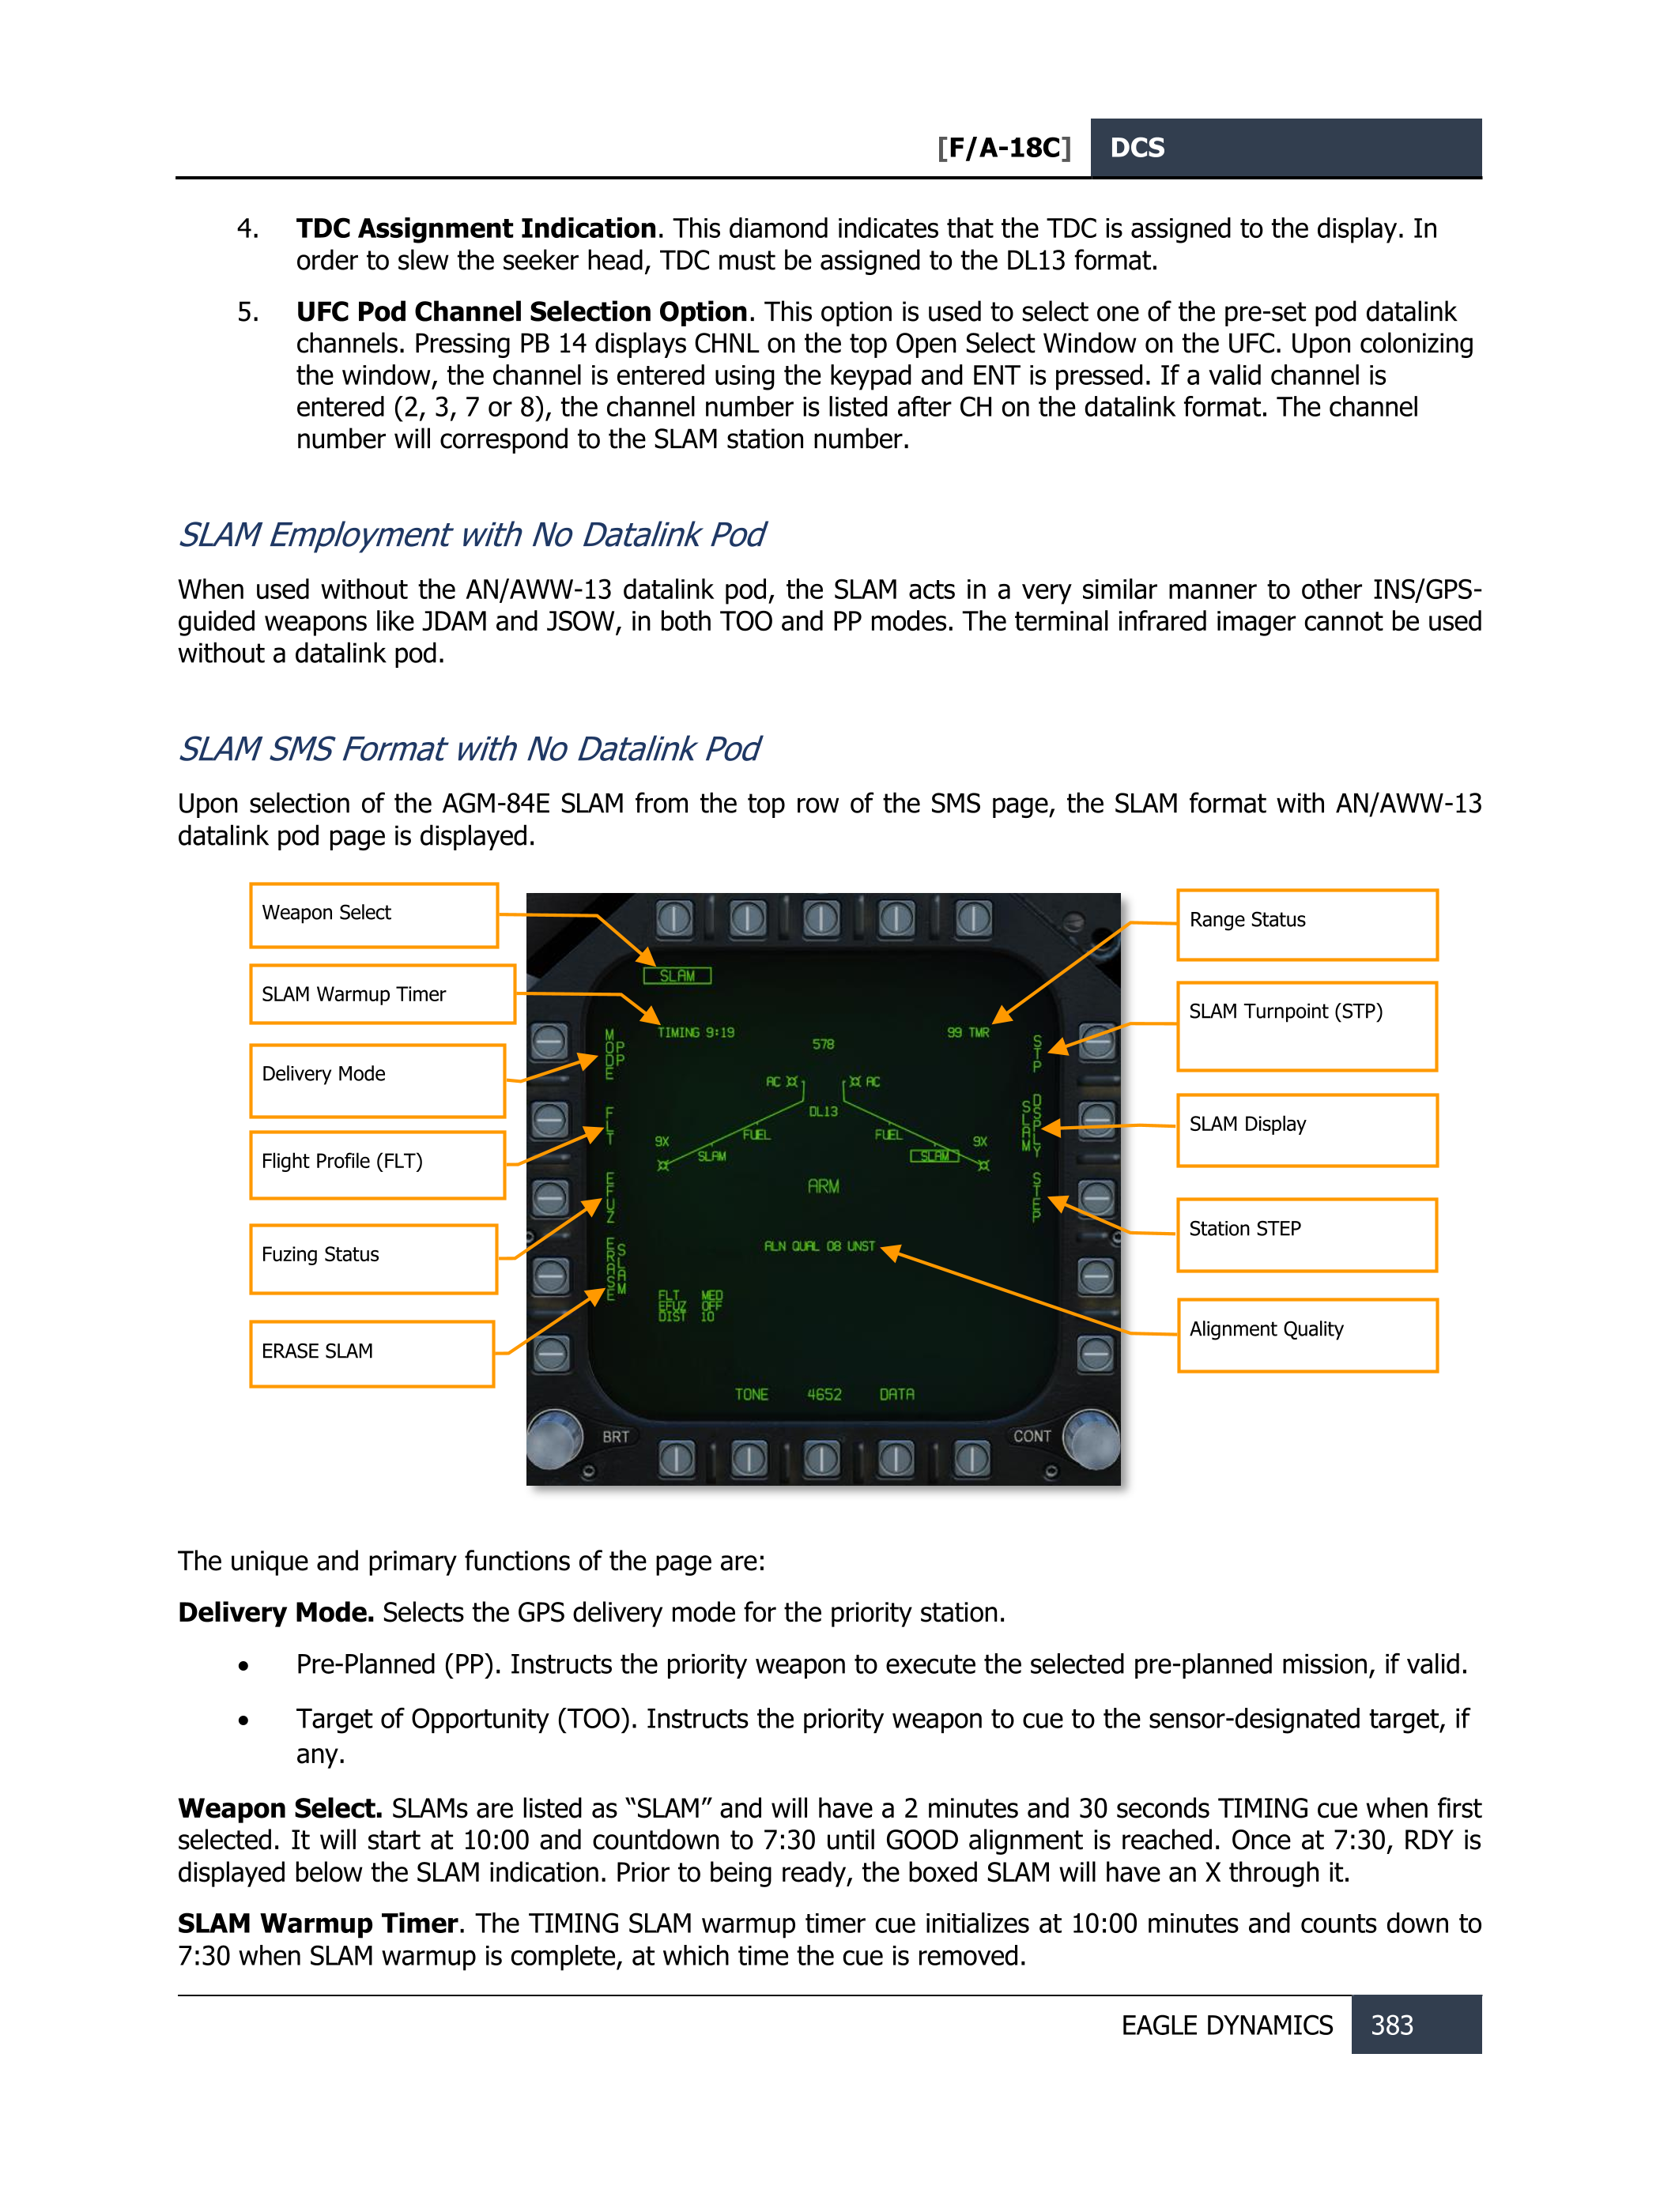 [F/A-18C] DCS
4. TDC Assignment Indication. This diamond indicates that the TDC is assigned to the display. In
order to slew the seeker head, TDC must be assigned to the DL13 format.
5. UFC Pod Channel Selection Option. This option is used to select one of the pre-set pod datalink
channels. Pressing PB 14 displays CHNL on the top Open Select Window on the UFC. Upon colonizing
the window, the channel is entered using the keypad and ENT is pressed. If a valid channel is
entered (2, 3, 7 or 8), the channel number is listed after CH on the datalink format. The channel
number will correspond to the SLAM station number.
SLAM Employment with No Datalink Pod
When used without the AN/AWW-13 datalink pod, the SLAM acts in a very similar manner to other INS/GPS-
guided weapons like JDAM and JSOW, in both TOO and PP modes. The terminal infrared imager cannot be used
without a datalink pod.
SLAM SMS Format with No Datalink Pod
Upon selection of the AGM-84E SLAM from the top row of the SMS page, the SLAM format with AN/AWW-13
datalink pod page is displayed.
Weapon Select
SLAM Warmup Timer
Delivery Mode
Flight Profile (FLT)
Fuzing Status
ERASE SLAM
Range Status
SLAM Turnpoint (STP)
SLAM Display
Station STEP
Alignment Quality
SLAM
TIMING 9:19
99 TMR
578
MODE
PP
STP
AC
AC
DL13
FLT
SLAM
DSPLY
FUEL
FUEL
9X
9X
SLAM
SLAM
EFUZ
ARM
STEP
ERASE
SLAM
ALN QUAL 08 UNST
FLT MED
EFUZ OFF
DIST 10
TONE 4652 DATA
BRT
CONT
The unique and primary functions of the page are:
Delivery Mode. Selects the GPS delivery mode for the priority station.
• Pre-Planned (PP). Instructs the priority weapon to execute the selected pre-planned mission, if valid.
• Target of Opportunity (TOO). Instructs the priority weapon to cue to the sensor-designated target, if
any.
Weapon Select. SLAMs are listed as “SLAM” and will have a 2 minutes and 30 seconds TIMING cue when first
selected. It will start at 10:00 and countdown to 7:30 until GOOD alignment is reached. Once at 7:30, RDY is
displayed below the SLAM indication. Prior to being ready, the boxed SLAM will have an X through it.
SLAM Warmup Timer. The TIMING SLAM warmup timer cue initializes at 10:00 minutes and counts down to
7:30 when SLAM warmup is complete, at which time the cue is removed.
EAGLE DYNAMICS 383